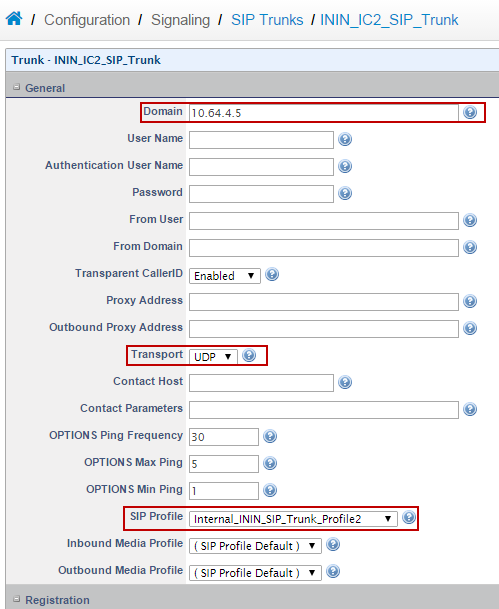 / Configuration / Signaling / SIP Trunks / ININ_IC2_SIP_Trunk
Trunk - ININ_IC2_SIP_Trunk
General
Domain 10.64.4.5
User Name
Authentication User Name
Password
From User
From Domain
Transparent CallerID Enabled
Proxy Address
Outbound Proxy Address
Transport UDP
Contact Host
Contact Parameters
OPTIONS Ping Frequency 30
OPTIONS Max Ping 5
OPTIONS Min Ping 1
SIP Profile Internal_ININ_SIP_Trunk_Profile2
Inbound Media Profile ( SIP Profile Default )
Outbound Media Profile ( SIP Profile Default )
Registration